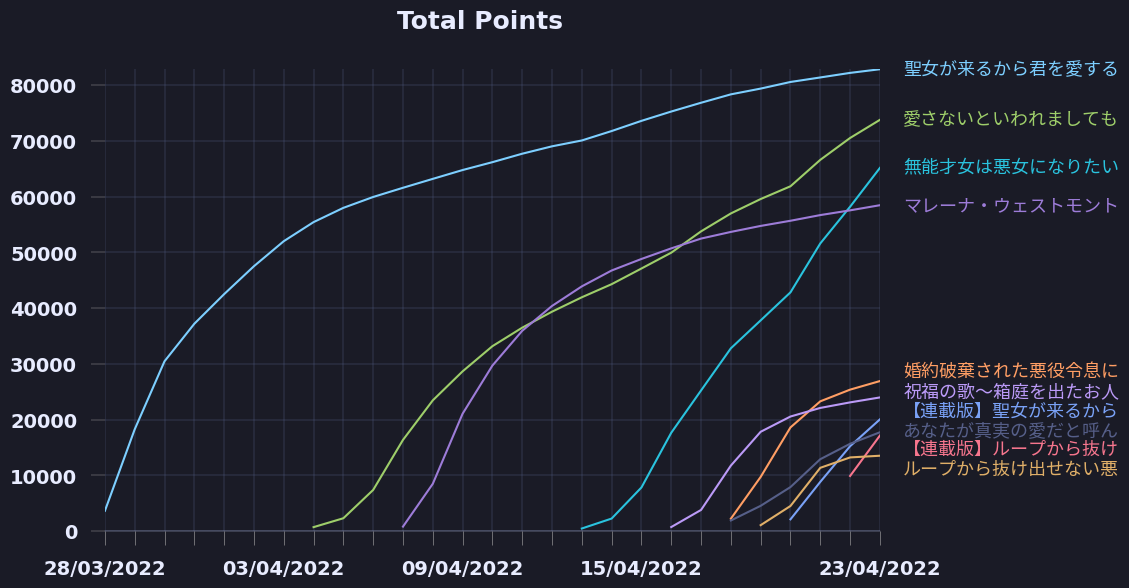 Total Points
80000
70000
60000
50000
40000
30000
20000
10000
0
28/03/2022
03/04/2022
09/04/2022
15/04/2022
23/04/2022
聖女が来るから君を愛する
愛さないといわれましても
無能才女は悪女になりたい
マレーナ・ウェストモント
婚約破棄された悪役令息に
祝福の歌～箱庭を出たお人
【連載版】聖女が来るから
あなたが真実の愛だと呼ん
【連載版】ループから抜け
ループから抜け出せない悪